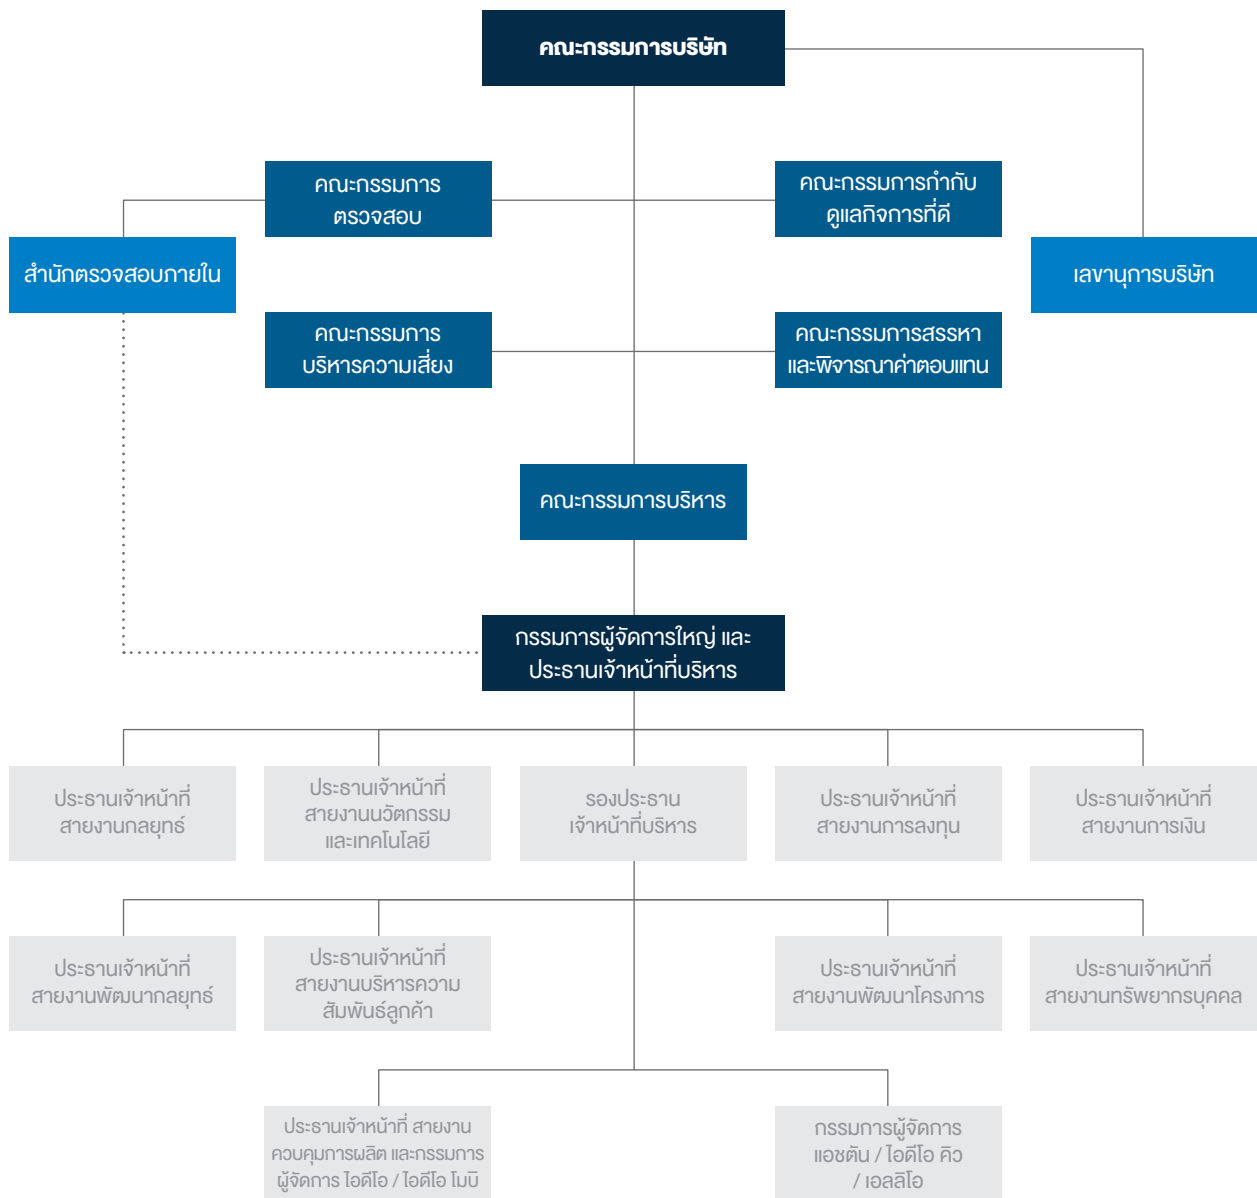 คณะกรรมการบริษัท
คณะกรรมการ
ตรวจสอบ
คณะกรรมการกำกับ
ดูแลกิจการที่ดี
สำนักตรวจสอบภายใน
เลขานุการบริษัท
คณะกรรมการ
บริหารความเสี่ยง
คณะกรรมการสรรหา
และพิจารณาค่าตอบแทน
คณะกรรมการบริหาร
กรรมการผู้จัดการใหญ่ และ
ประธานเจ้าหน้าที่บริหาร
ประธานเจ้าหน้าที่
สายงานกลยุทธ์
ประธานเจ้าหน้าที่
สายงานนวัตกรรม
และเทคโนโลยี
รองประธาน
เจ้าหน้าที่บริหาร
ประธานเจ้าหน้าที่
สายงานการลงทุน
ประธานเจ้าหน้าที่
สายงานการเงิน
ประธานเจ้าหน้าที่
สายงานพัฒนากลยุทธ์
ประธานเจ้าหน้าที่
สายงานบริหารความ
สัมพันธ์ลูกค้า
ประธานเจ้าหน้าที่
สายงานพัฒนาโครงการ
ประธานเจ้าหน้าที่
สายงานทรัพยากรบุคคล
ประธานเจ้าหน้าที่ สายงาน
ควบคุมการผลิต และกรรมการ
ผู้จัดการ ไอดีโอ / ไอดีโอ โมบิ
กรรมการผู้จัดการ
แอชตัน / ไอดีโอ คิว
/ เอลลิโอ